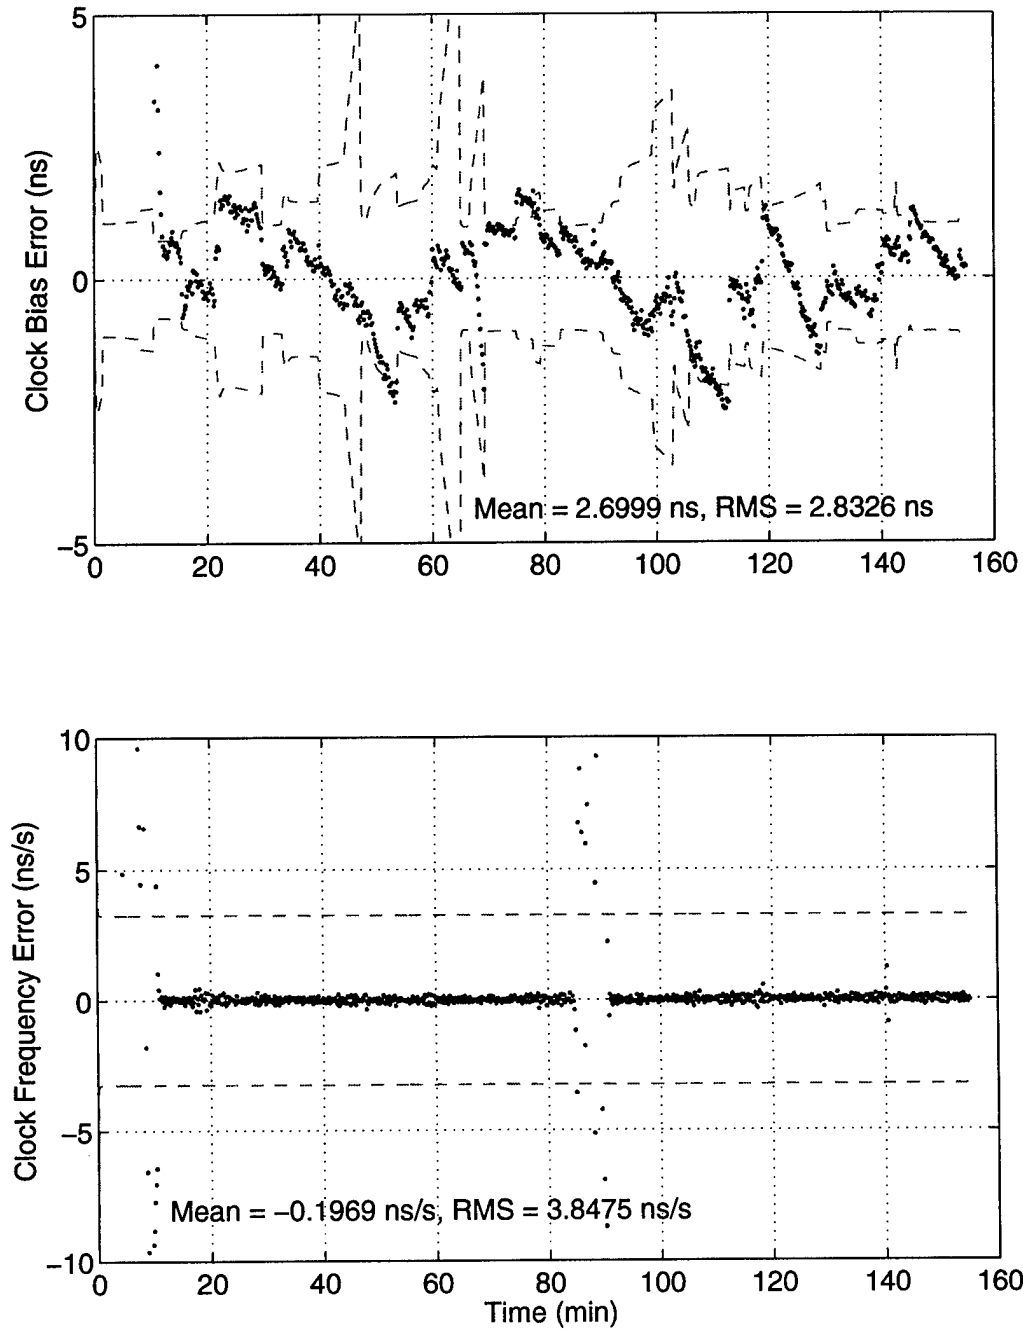 5
Clock Bias Error (ns)
0
Mean = 2.6999 ns, RMS = 2.8326 ns
−5
0 20 40 60 80 100 120 140 160
10
5
Clock Frequency Error (ns/s)
0
−5
Mean = −0.1969 ns/s, RMS = 3.8475 ns/s
−10
0 20 40 60 80 100 120 140 160
Time (min)